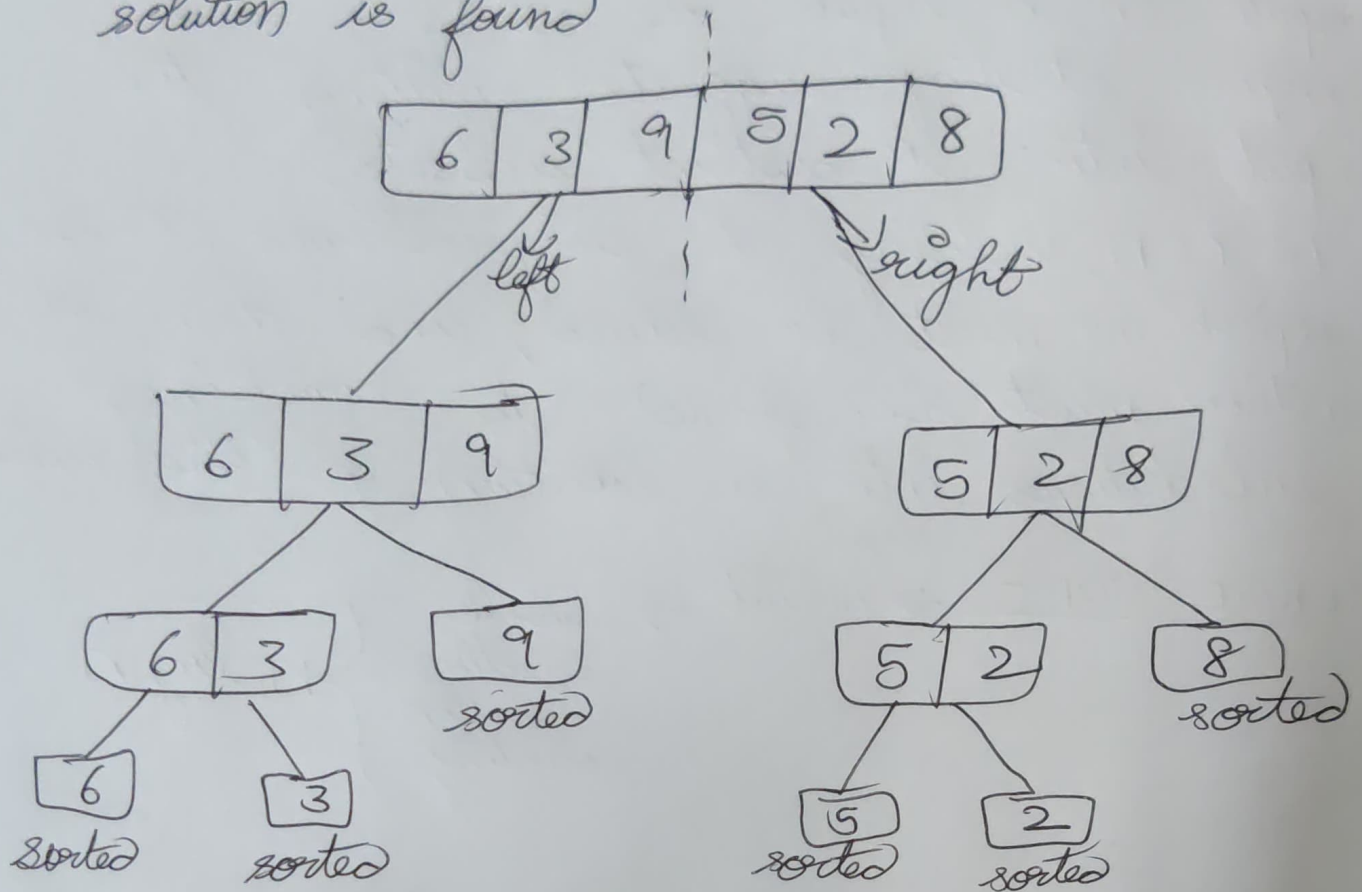 solution is found
6 3 9 5 2 8
left right
6 3 9 5 2 8
6 3 9 5 2 8
sorted sorted
6 3 5 2
sorted sorted sorted sorted